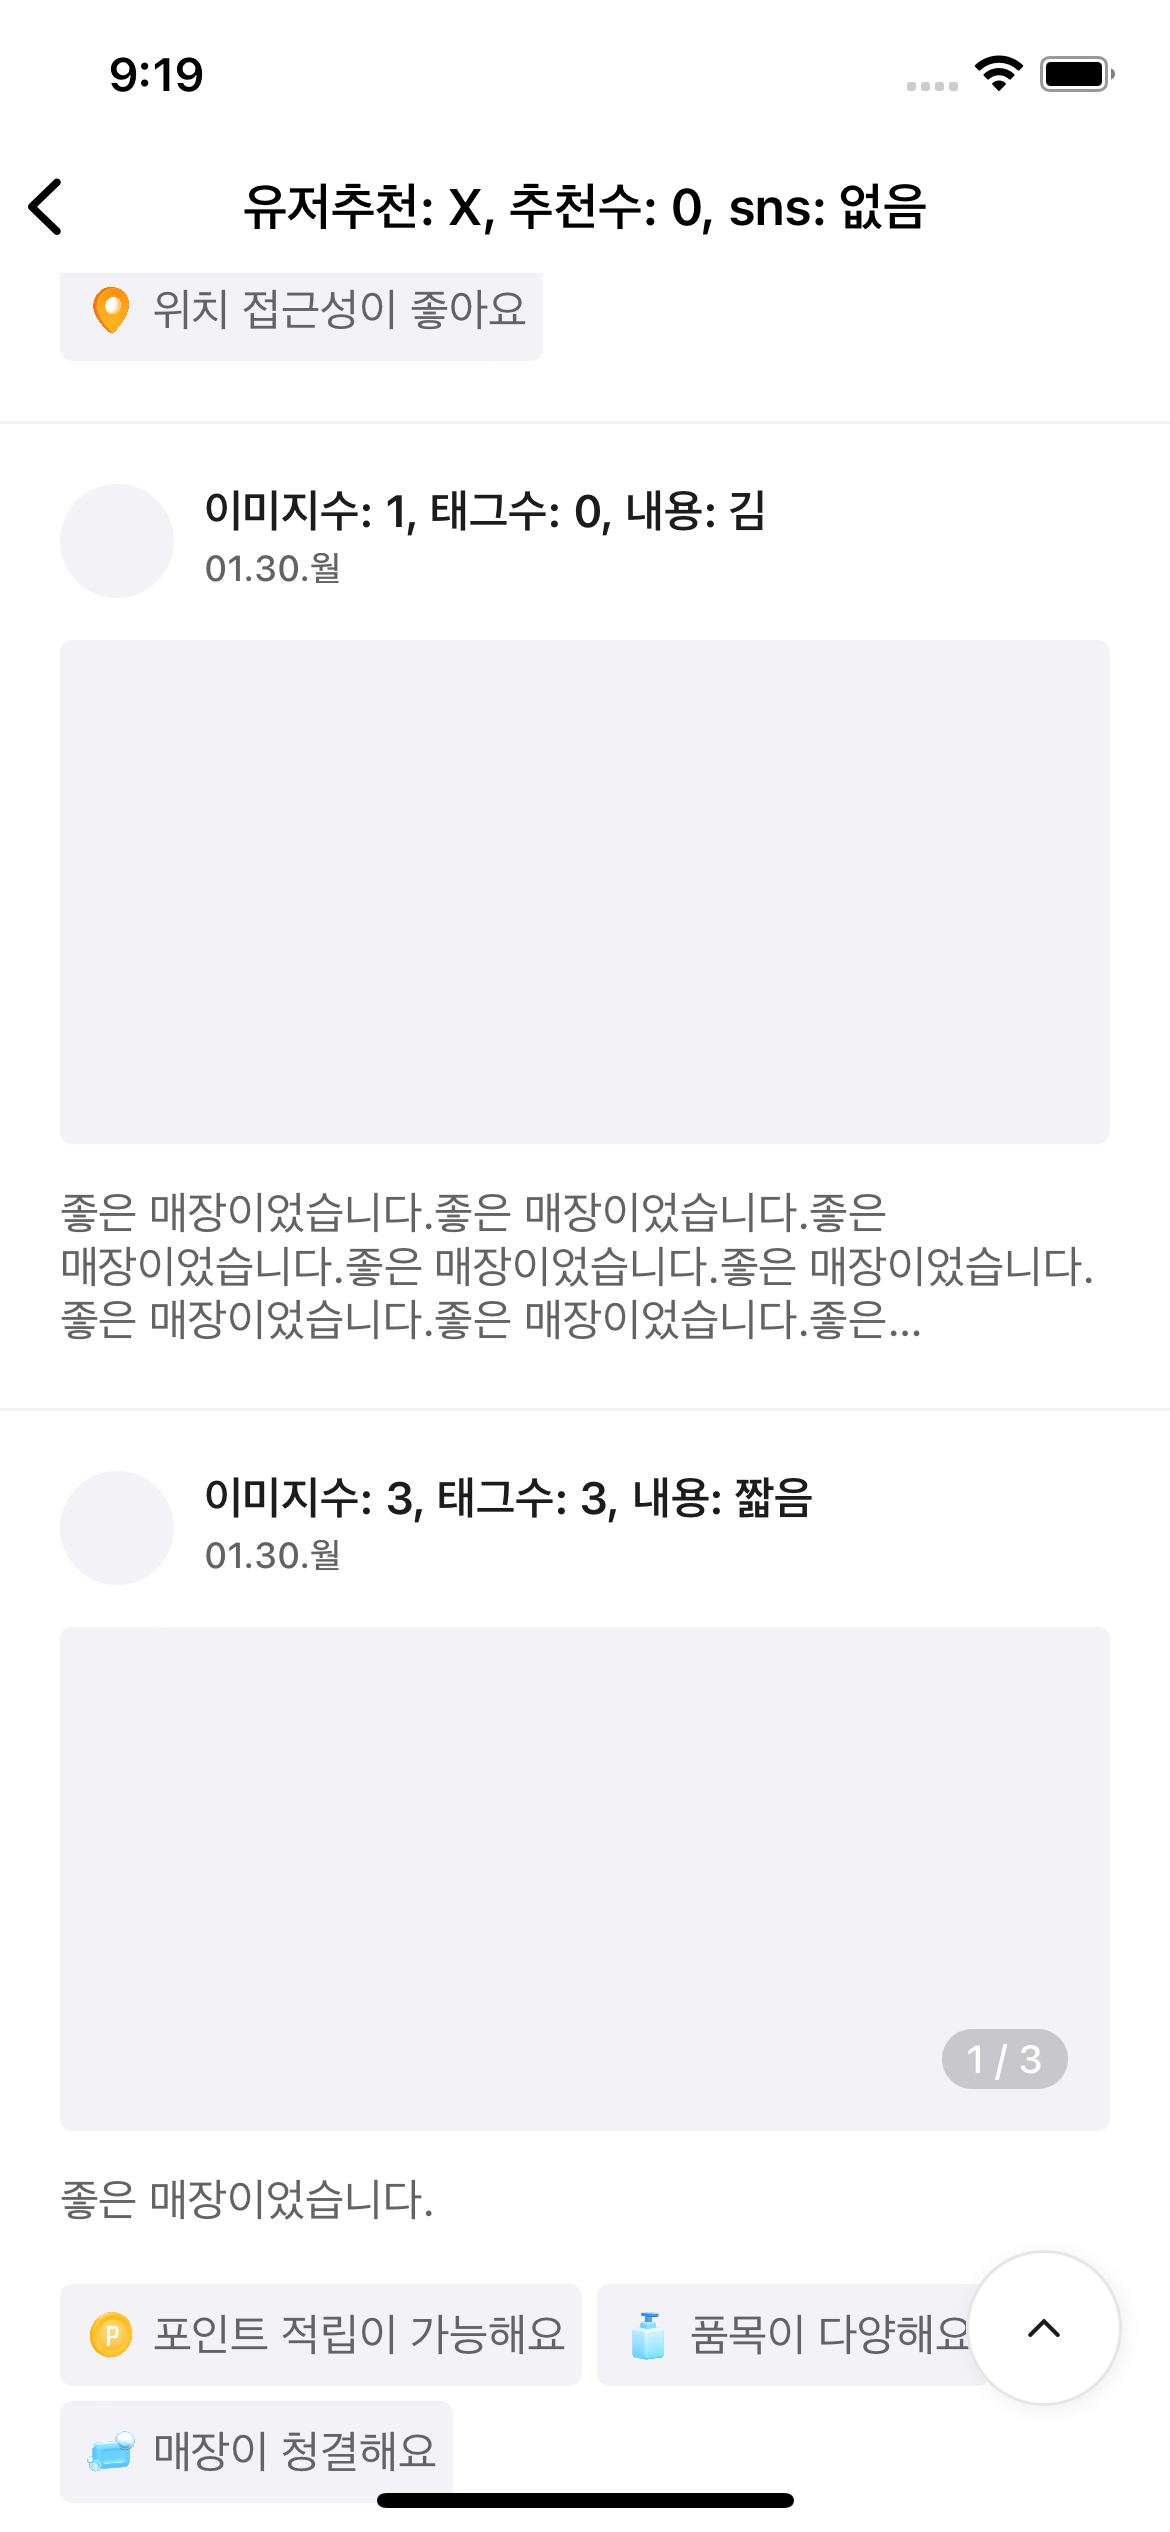 9:19
유저추천: X, 추천수: 0, sns: 없음
위치 접근성이 좋아요
이미지수: 1, 태그수: 0, 내용: 김
01.30.월
좋은 매장이었습니다.좋은 매장이었습니다.좋은
매장이었습니다.좋은 매장이었습니다.좋은 매장이었습니다.
좋은 매장이었습니다.좋은 매장이었습니다.좋은...
이미지수: 3, 태그수: 3, 내용: 짧음
01.30.월
1 / 3
좋은 매장이었습니다.
P 포인트 적립이 가능해요
품목이 다양해요
매장이 청결해요